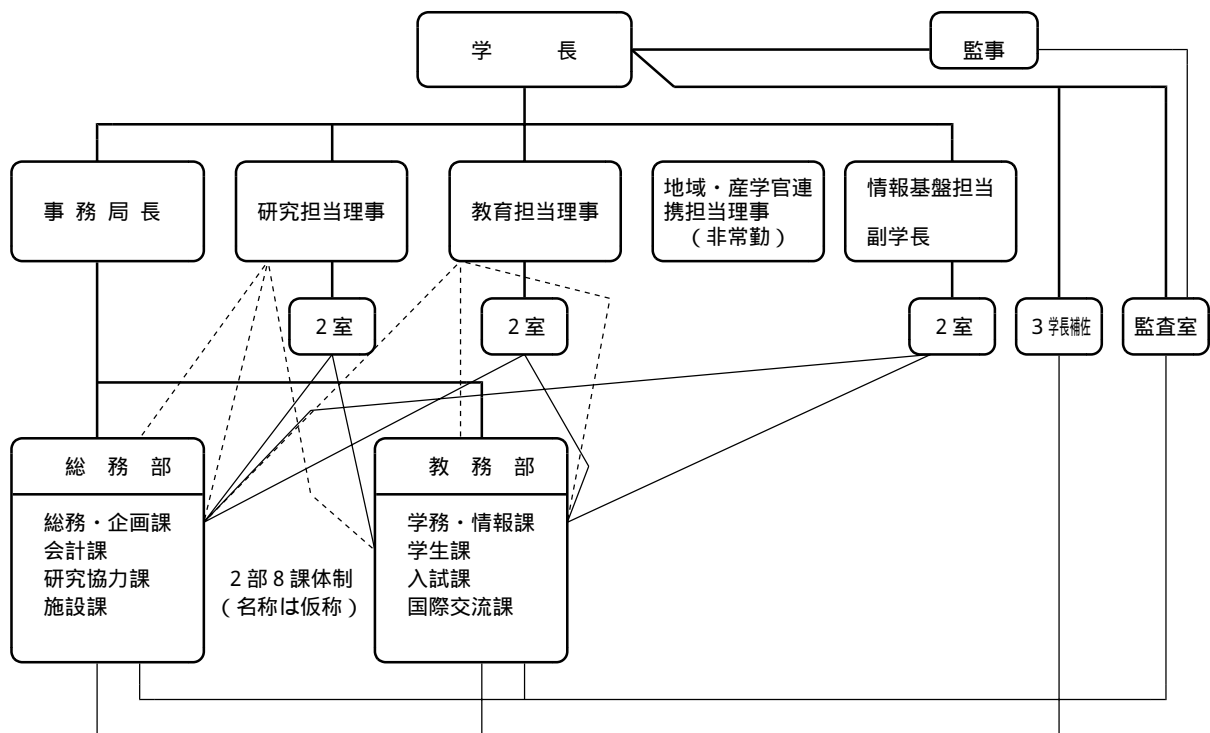 学　長
監事
事 務 局 長
研究担当理事
教育担当理事
地域・産学官連
携担当理事
（非常勤）
情報基盤担当
副学長
2室
2室
2室
3学長補佐
監査室
総　務　部
総務・企画課
会計課
研究協力課
施設課
2部8課体制
（名称は仮称）
教　務　部
学務・情報課
学生課
入試課
国際交流課